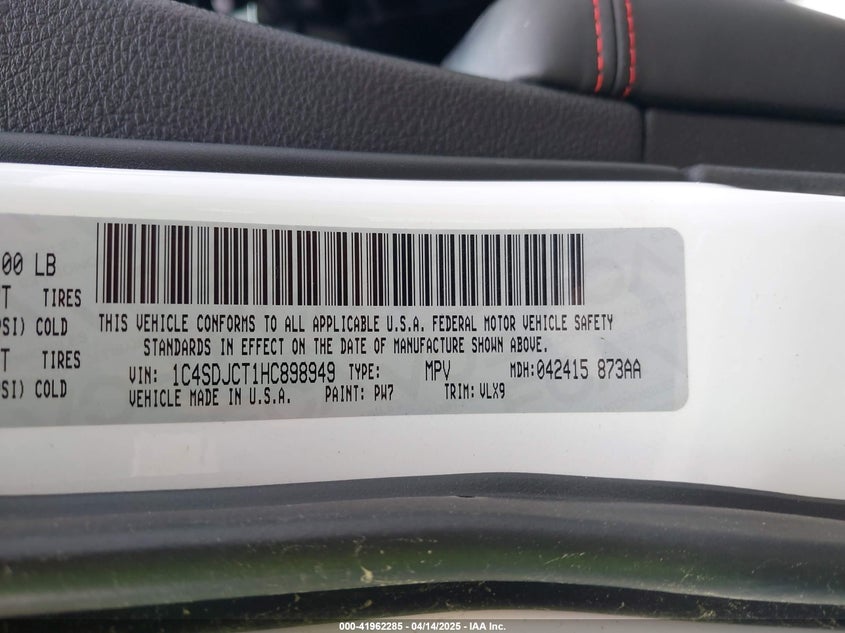 00 LB
T TIRES
PSI) COLD
T TIRES
PSI) COLD
THIS VEHICLE CONFORMS TO ALL APPLICABLE U.S.A. FEDERAL MOTOR VEHICLE SAFETY
STANDARDS IN EFFECT ON THE DATE OF MANUFACTURE SHOWN ABOVE.
VIN: 1C4SDJCT1HC898949 TYPE: MPV MDH:042415 873AA
VEHICLE MADE IN U.S.A. PAINT: PW7 TRIM: VLX9
000-41962285 - 04/14/2025 - IAA Inc.